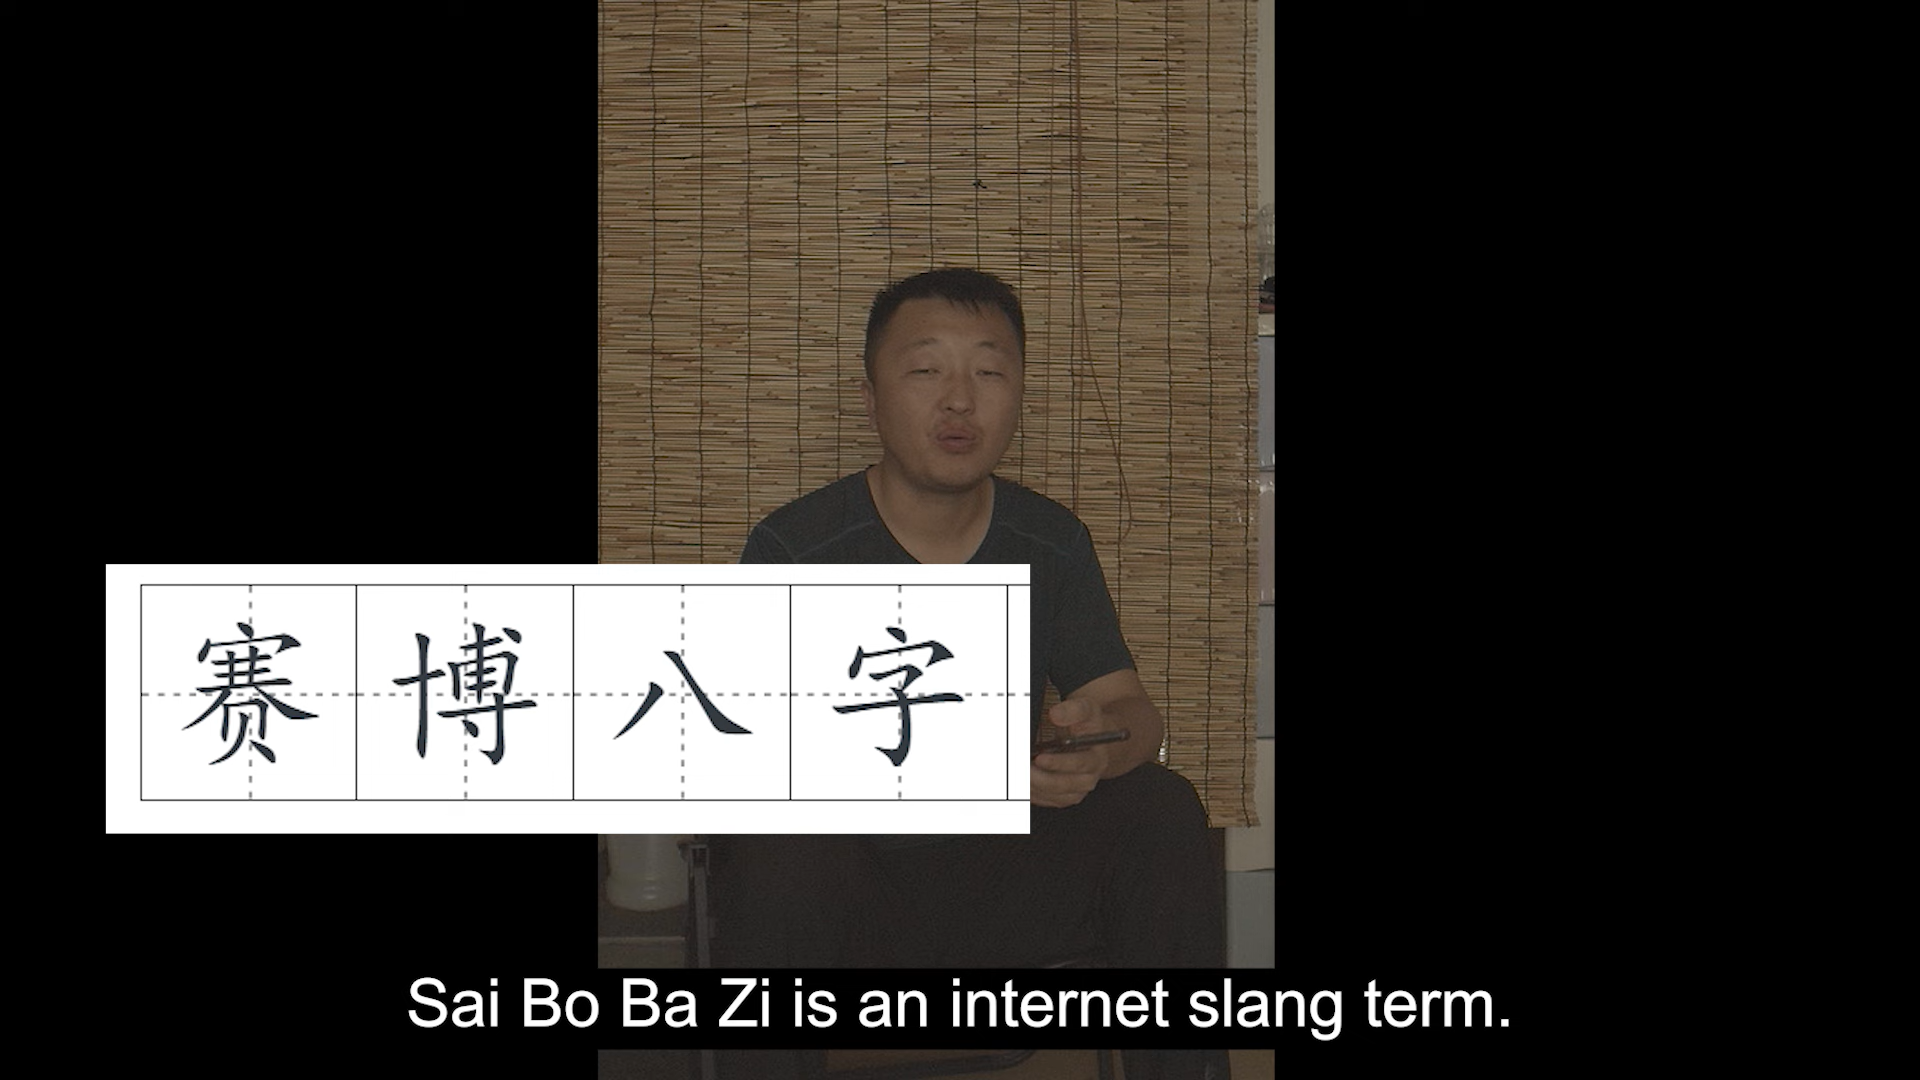 赛博八字
Sai Bo Ba Zi is an internet slang term.